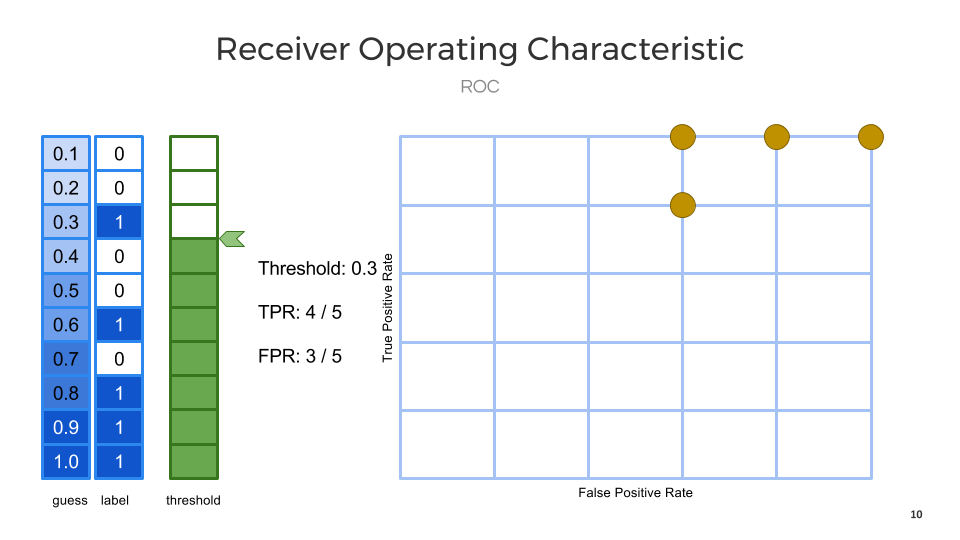 Receiver Operating Characteristic
ROC
0.1 0
0.2 0
0.3 1
0.4 0
0.5 0
0.6 1
0.7 0
0.8 1
0.9 1
1.0 1
guess label threshold
Threshold: 0.3
TPR: 4 / 5
FPR: 3 / 5
True Positive Rate
False Positive Rate
10